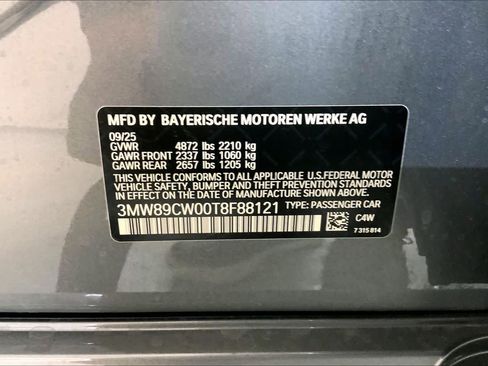 MFD BY BAYERISCHE MOTOREN WERKE AG
09/25
GVWR 4872 lbs 2210 kg
GAWR FRONT 2337 lbs 1060 kg
GAWR REAR 2657 lbs 1205 kg
THIS VEHICLE CONFORMS TO ALL APPLICABLE U.S.FEDERAL MOTOR
VEHICLE SAFETY, BUMPER, AND THEFT PREVENTION STANDARDS
IN EFFECT ON THE DATE OF MANUFACTURE SHOWN ABOVE.
3MW89CW00T8F88121 TYPE: PASSENGER CAR
C4W
7 315 814